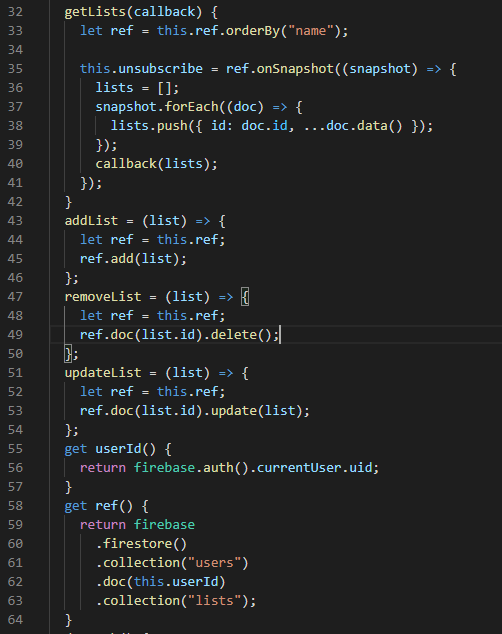 32 getLists(callback) {
33 let ref = this.ref.orderBy("name");
34
35 this.unsubscribe = ref.onSnapshot((snapshot) => {
36 lists = [];
37 snapshot.forEach((doc) => {
38 lists.push({ id: doc.id, ...doc.data() });
39 });
40 callback(lists);
41 });
42 }
43 addList = (list) => {
44 let ref = this.ref;
45 ref.add(list);
46 };
47 removeList = (list) => {
48 let ref = this.ref;
49 ref.doc(list.id).delete();
50 };
51 updateList = (list) => {
52 let ref = this.ref;
53 ref.doc(list.id).update(list);
54 };
55 get userId() {
56 return firebase.auth().currentUser.uid;
57 }
58 get ref() {
59 return firebase
60 .firestore()
61 .collection("users")
62 .doc(this.userId)
63 .collection("lists");
64 }